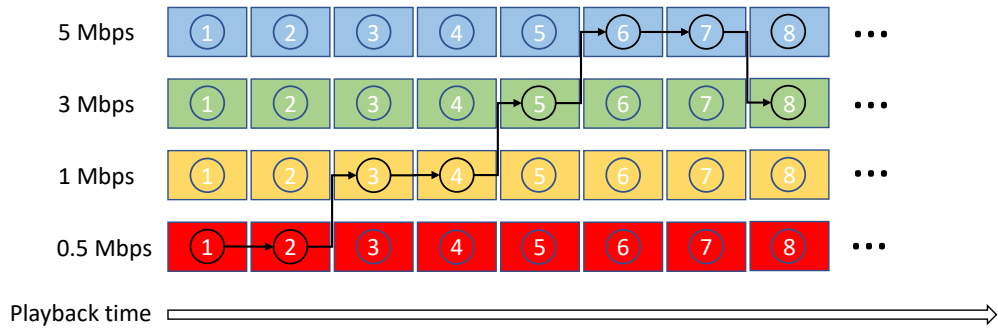 5 Mbps 1 2 3 4 5 6 7 8 •••
3 Mbps 1 2 3 4 5 6 7 8 •••
1 Mbps 1 2 3 4 5 6 7 8 •••
0.5 Mbps 1 2 3 4 5 6 7 8 •••
Playback time